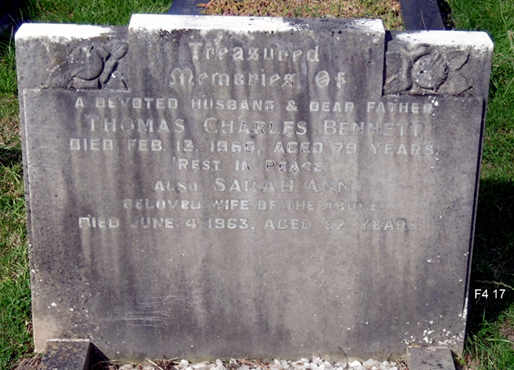 Treasured
Memories Of
A DEVOTED HUSBAND & DEAR FATHER
THOMAS CHARLES BENNETT
DIED FEB. 13, AGED 79 YEARS.
"REST IN PEACE"
ALSO SARAH ANN
BELOVED WIFE OF THE ABOVE
DIED JUNE 4 1963, AGED YEARS.
F4 17